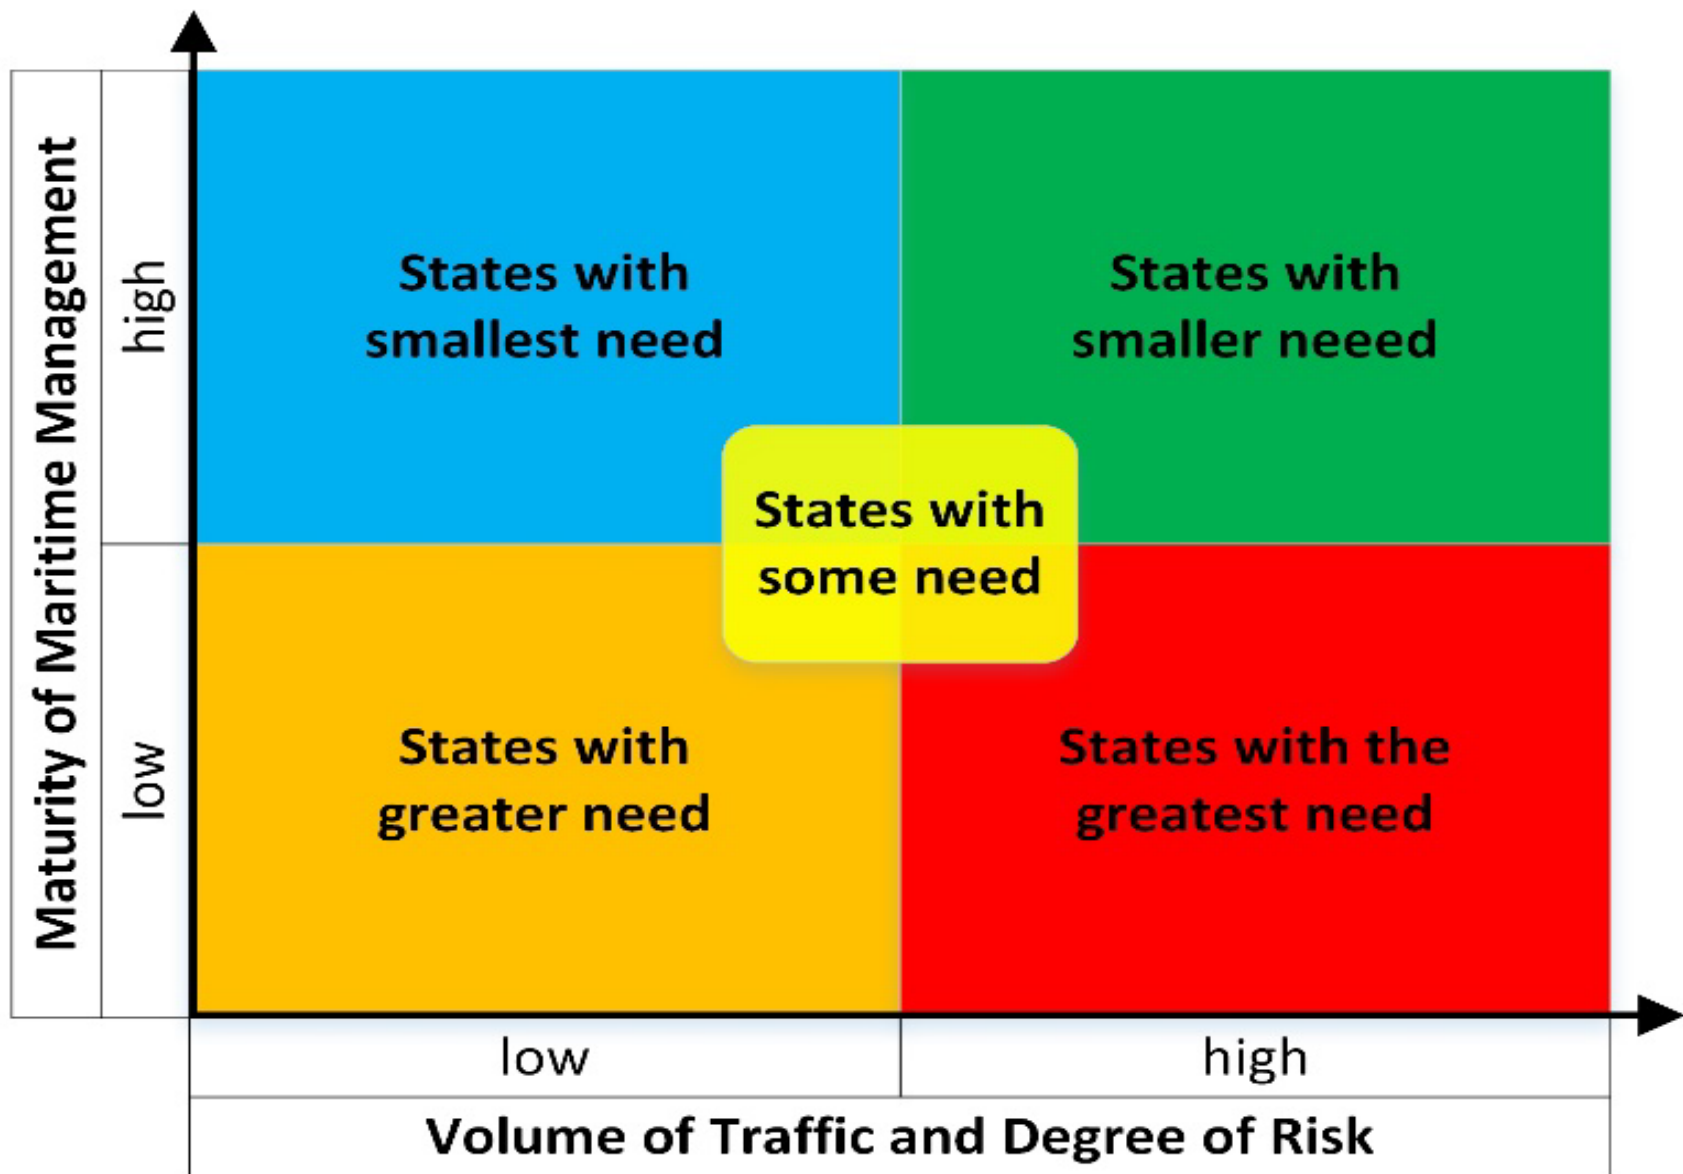 Maturity of Maritime Management
high
low
States with
smallest need
States with
smaller neeed
States with
some need
States with
greater need
States with the
greatest need
low
high
Volume of Traffic and Degree of Risk